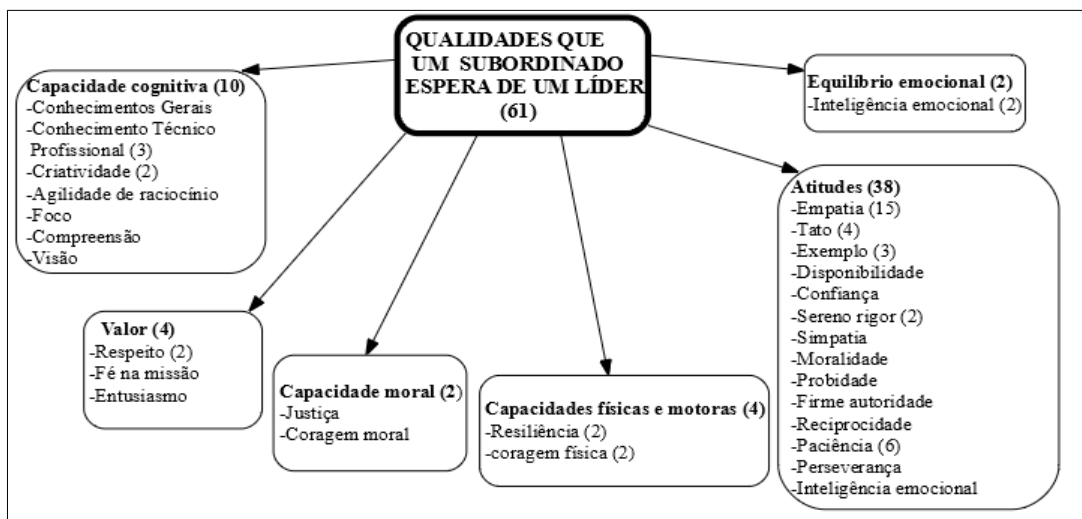 QUALIDADES QUE
UM SUBORDINADO
ESPERA DE UM LÍDER
(61)
Capacidade cognitiva (10)
-Conhecimentos Gerais
-Conhecimento Técnico
Profissional (3)
-Criatividade (2)
-Agilidade de raciocínio
-Foco
-Compreensão
-Visão
Valor (4)
-Respeito (2)
-Fé na missão
-Entusiasmo
Capacidade moral (2)
-Justiça
-Coragem moral
Capacidades físicas e motoras (4)
-Resiliência (2)
-coragem física (2)
Equilíbrio emocional (2)
-Inteligência emocional (2)
Atitudes (38)
-Empatia (15)
-Tato (4)
-Exemplo (3)
-Disponibilidade
-Confiança
-Sereno rigor (2)
-Simpatia
-Moralidade
-Probidade
-Firme autoridade
-Reciprocidade
-Paciência (6)
-Perseverança
-Inteligência emocional